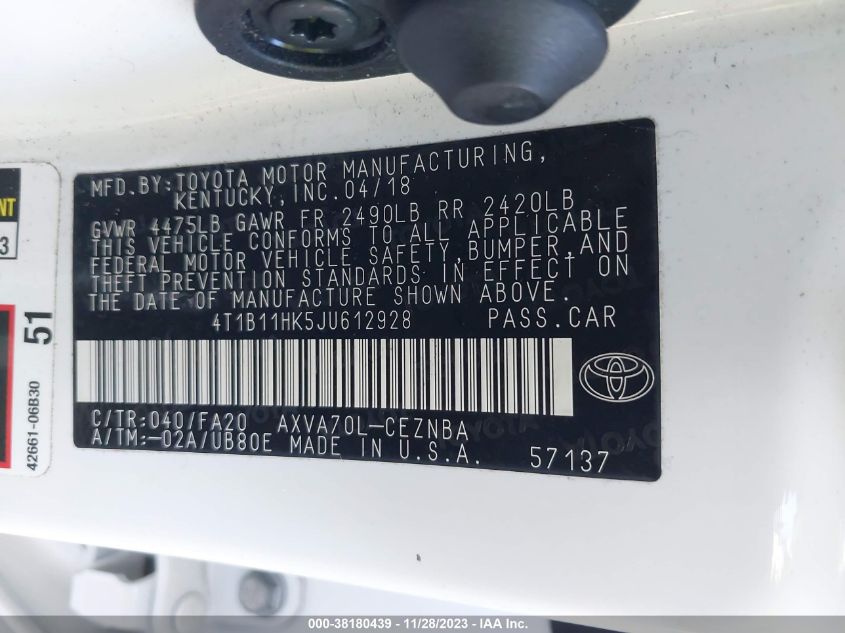 MFD.BY:TOYOTA MOTOR MANUFACTURING,
KENTUCKY,INC.04/18
GVWR 4475LB GAWR FR 2490LB RR 2420LB
THIS VEHICLE CONFORMS TO ALL APPLICABLE
FEDERAL MOTOR VEHICLE SAFETY,BUMPER,AND
THEFT PREVENTION STANDARDS IN EFFECT ON
THE DATE OF MANUFACTURE SHOWN ABOVE.
4T1B11HK5JU612928 PASS.CAR
C/TR:040/FA20 AXVA70L-CEZNBA
A/TM:-02A/UB80E MADE IN U.S.A. 57137
NT
3
51
42661-06B30
000-38180439 - 11/28/2023 - IAA Inc.